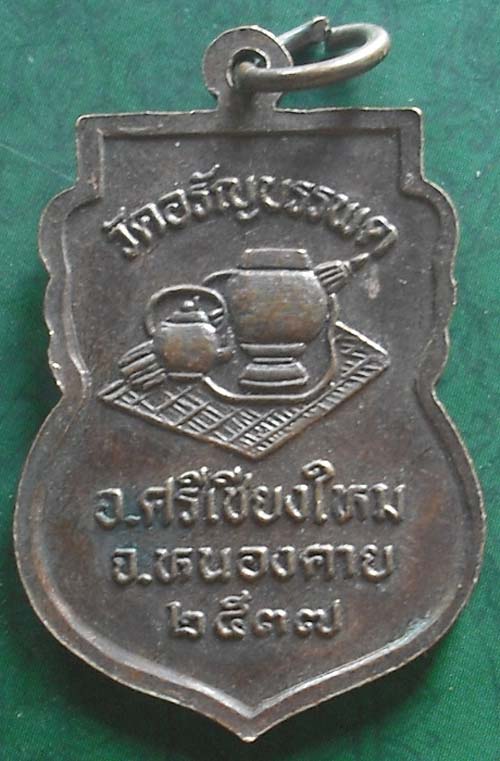 วัดอรัญบรรพต
อ.ศรีเชียงใหม
จ.หนองคาย
๒๕๓๗